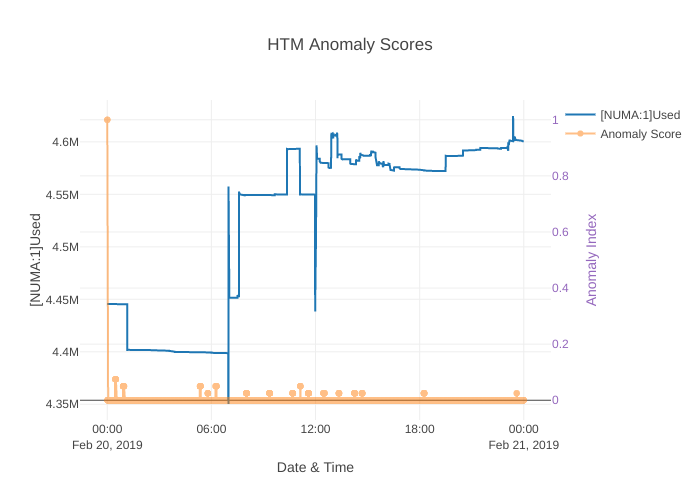 HTM Anomaly Scores
[NUMA:1]Used
Anomaly Score
4.6M
4.55M
4.5M
4.45M
4.4M
4.35M
[NUMA:1]Used
1
0.8
0.6
0.4
0.2
0
Anomaly Index
00:00
06:00
12:00
18:00
00:00
Feb 20, 2019
Feb 21, 2019
Date & Time